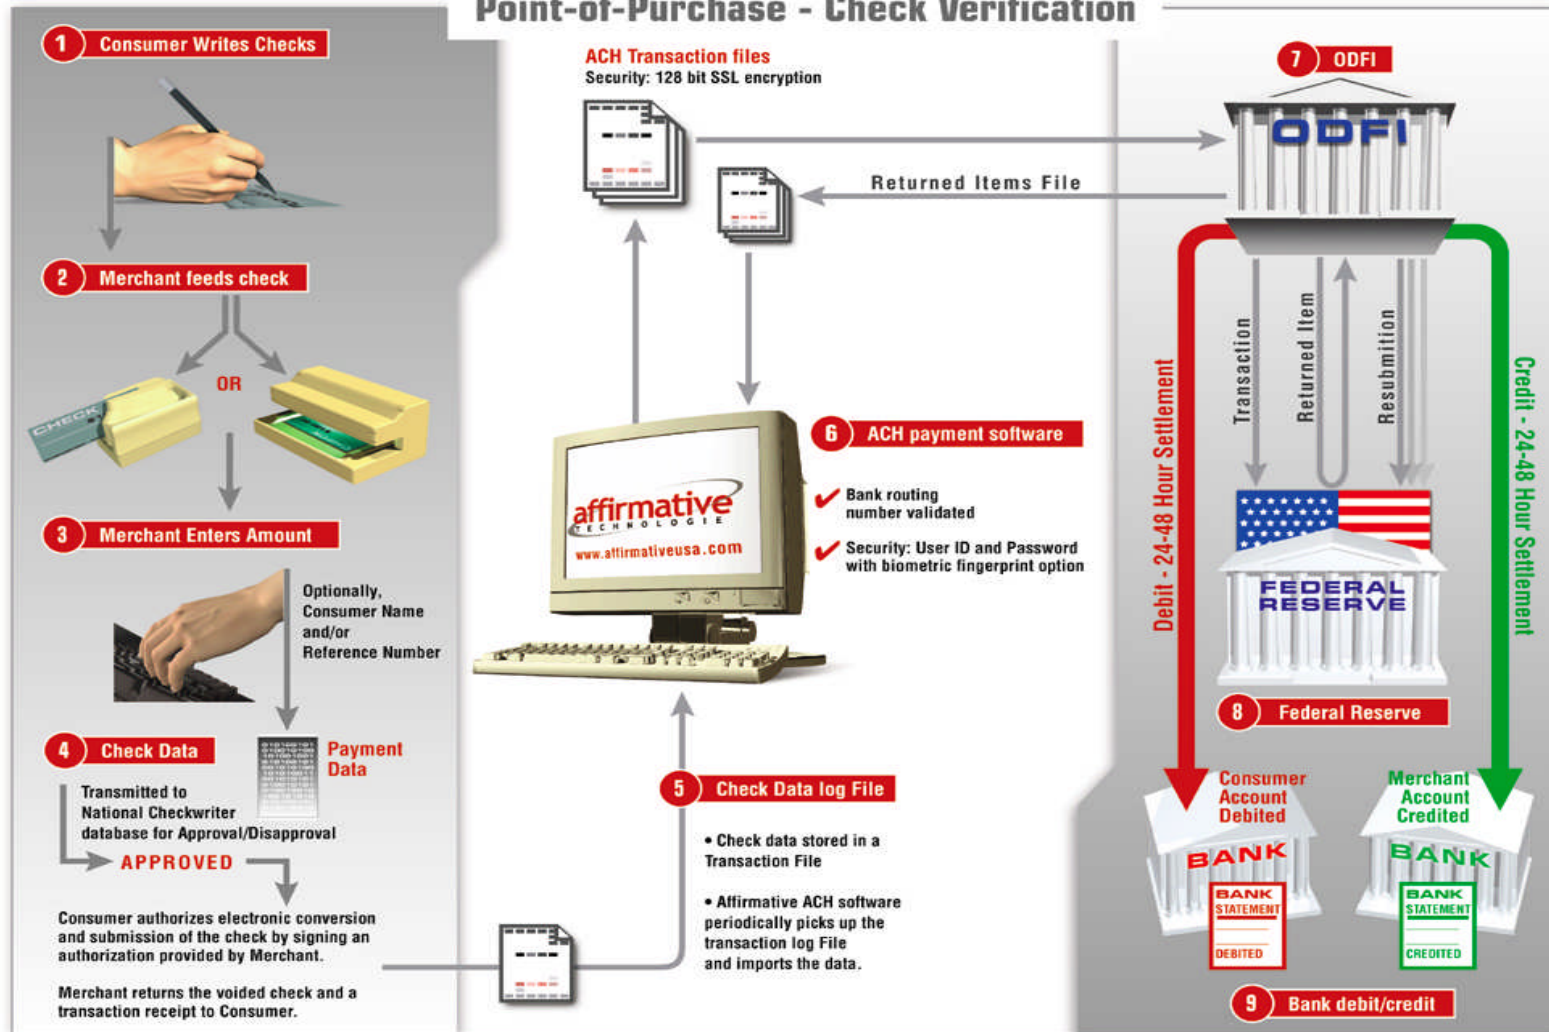 Point-of-Purchase - Check Verification
1 Consumer Writes Checks
2 Merchant feeds check
CHECK
OR
3 Merchant Enters Amount
Optionally,
Consumer Name
and/or
Reference Number
4 Check Data
Payment
Data
Transmitted to
National Checkwriter
database for Approval/Disapproval
APPROVED
Consumer authorizes electronic conversion
and submission of the check by signing an
authorization provided by Merchant.
Merchant returns the voided check and a
transaction receipt to Consumer.
ACH Transaction files
Security: 128 bit SSL encryption
Returned Items File
affirmative
TECHNOLOGIE
www.affirmativeusa.com
6 ACH payment software
Bank routing
number validated
Security: User ID and Password
with biometric fingerprint option
5 Check Data log File
• Check data stored in a
Transaction File
• Affirmative ACH software
periodically picks up the
transaction log File
and imports the data.
7 ODFI
ODFI
Debit - 24-48 Hour Settlement
Transaction
Returned Item
Resubmition
Credit - 24-48 Hour Settlement
FEDERAL
RESERVE
8 Federal Reserve
Consumer
Account
Debited
BANK
BANK
STATEMENT
DEBITED
Merchant
Account
Credited
BANK
BANK
STATEMENT
CREDITED
9 Bank debit/credit